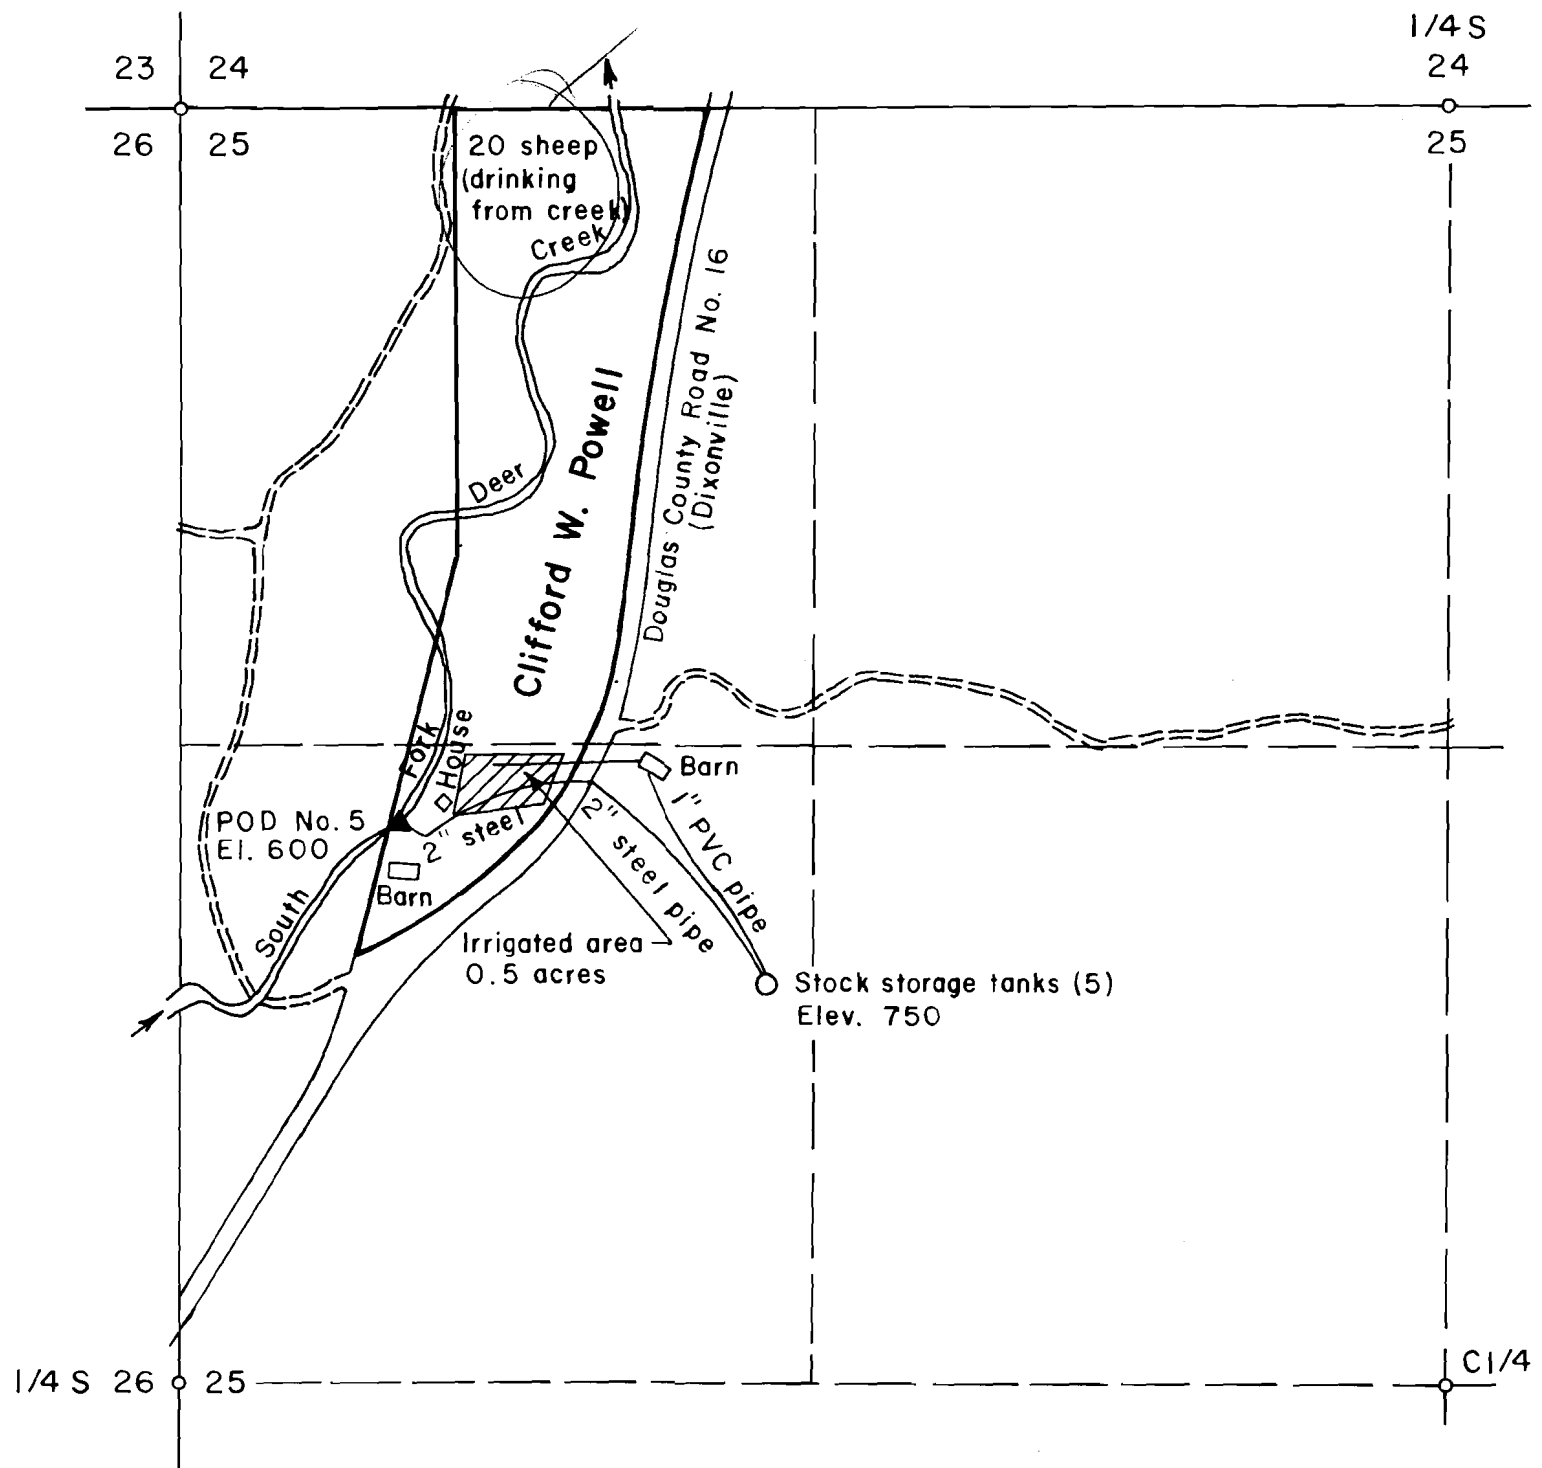 1/4 S
24
25
23 24
26 25
20 sheep
(drinking
from creek)
Creek
Douglas County Road No. 16
(Dixonville)
Clifford W. Powell
Deer
Fork
House
Barn
POD No. 5
El. 600
2" steel
2" steel pipe
1" PVC pipe
Barn
South
Irrigated area
0.5 acres
Stock storage tanks (5)
Elev. 750
1/4 S 26 25
C1/4